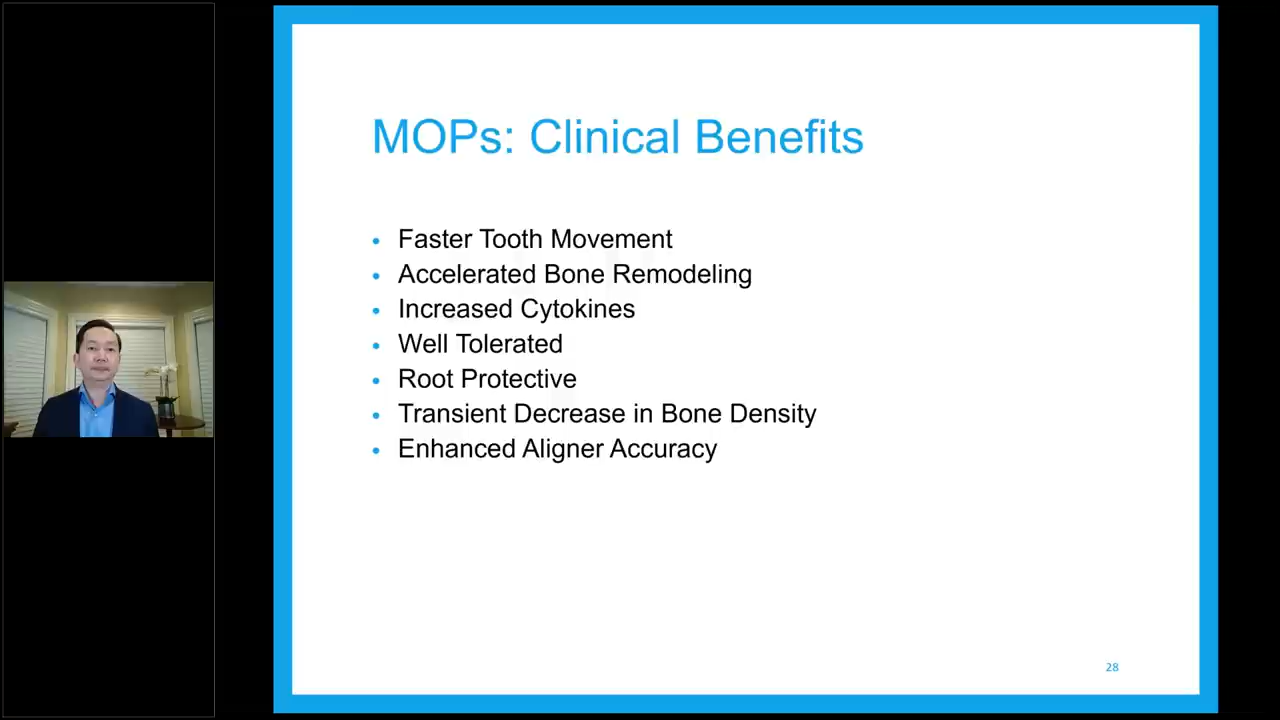 MOPs: Clinical Benefits
• Faster Tooth Movement
• Accelerated Bone Remodeling
• Increased Cytokines
• Well Tolerated
• Root Protective
• Transient Decrease in Bone Density
• Enhanced Aligner Accuracy
28